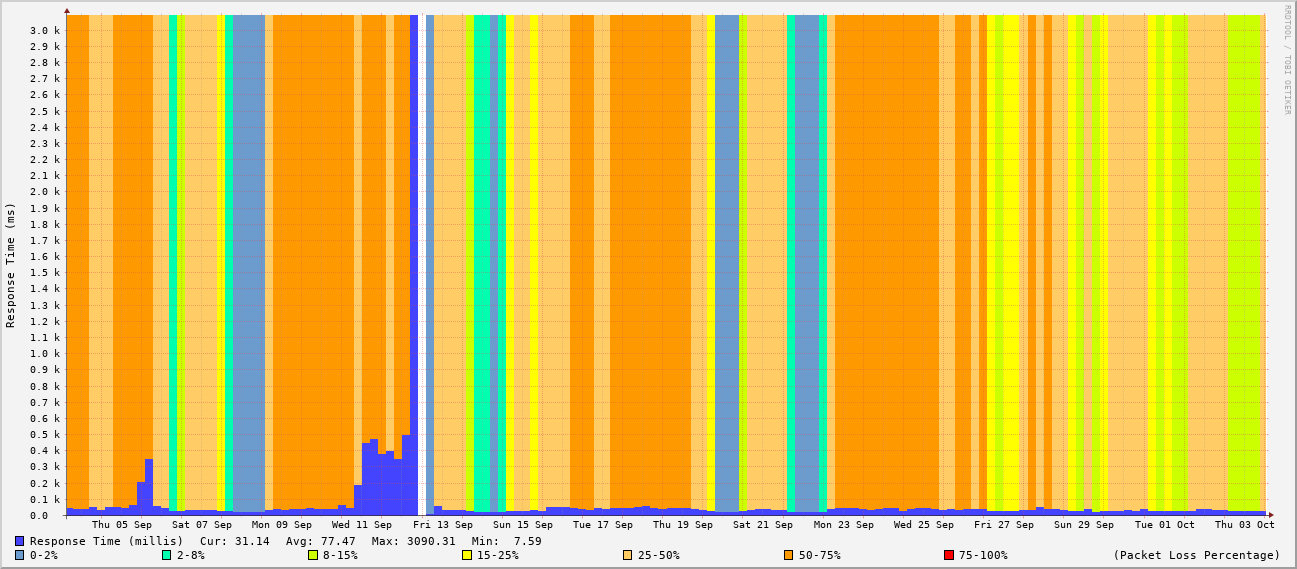 RRDTOOL / TOBI OETIKER
Response Time (ms)
3.0 k
2.9 k
2.8 k
2.7 k
2.6 k
2.5 k
2.4 k
2.3 k
2.2 k
2.1 k
2.0 k
1.9 k
1.8 k
1.7 k
1.6 k
1.5 k
1.4 k
1.3 k
1.2 k
1.1 k
1.0 k
0.9 k
0.8 k
0.7 k
0.6 k
0.5 k
0.4 k
0.3 k
0.2 k
0.1 k
0.0
Thu 05 Sep Sat 07 Sep Mon 09 Sep Wed 11 Sep Fri 13 Sep Sun 15 Sep Tue 17 Sep Thu 19 Sep Sat 21 Sep Mon 23 Sep Wed 25 Sep Fri 27 Sep Sun 29 Sep Tue 01 Oct Thu 03 Oct
Response Time (millis) Cur: 31.14 Avg: 77.47 Max: 3090.31 Min: 7.59
0-2% 2-8% 8-15% 15-25% 25-50% 50-75% 75-100% (Packet Loss Percentage)